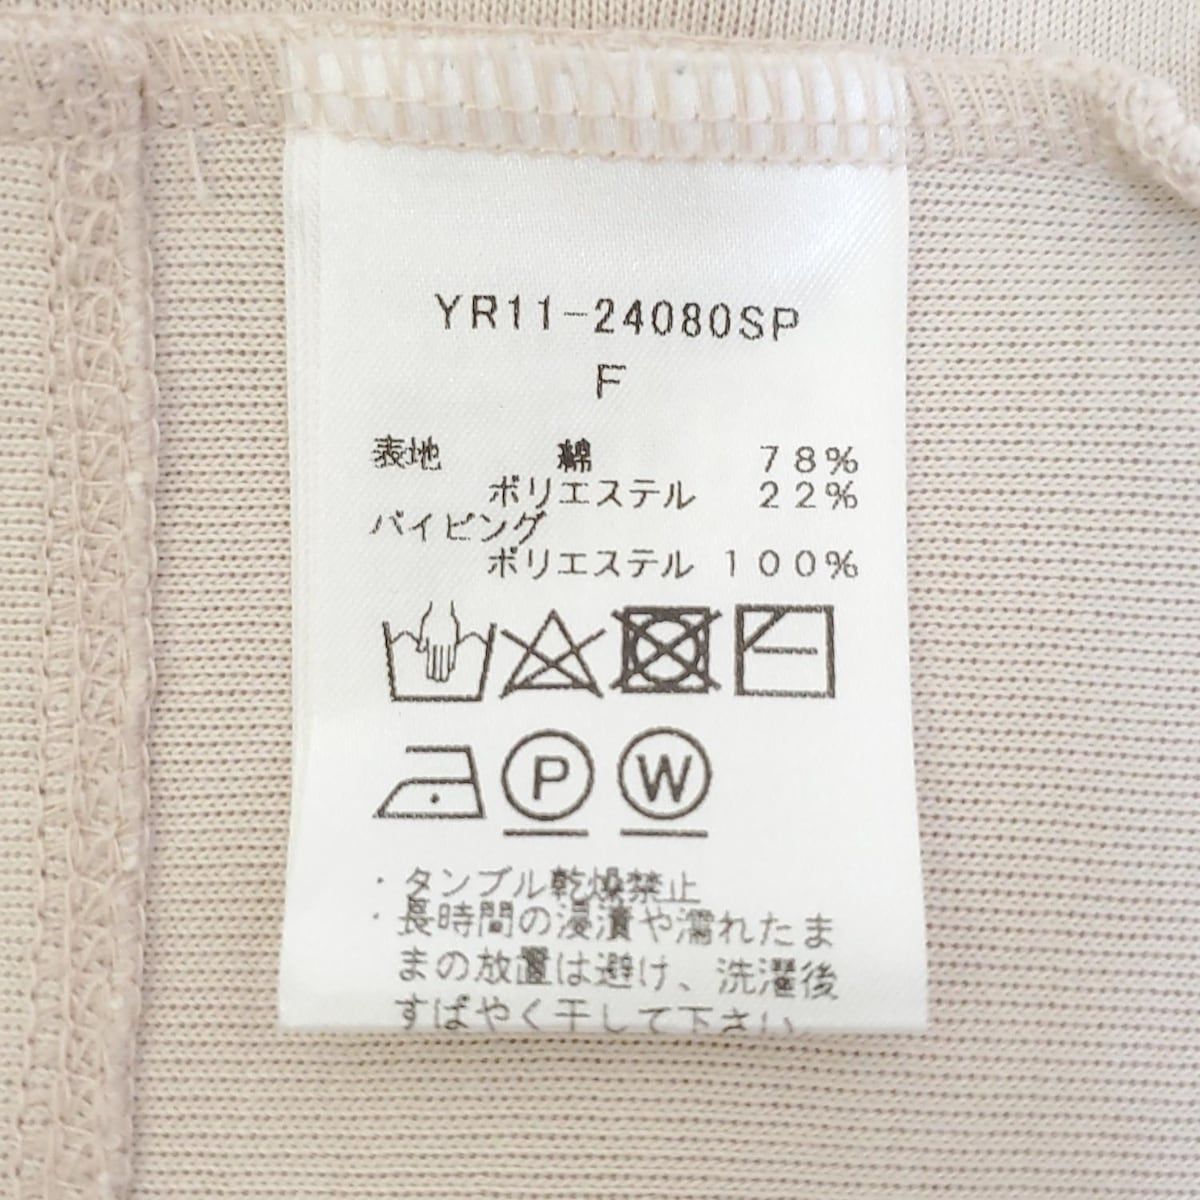 YR11-24080SP
F
表地 綿 78%
ポリエステル 22%
パイピング
ポリエステル 100%
P W
・タンブル乾燥禁止
・長時間の浸漬や濡れたま
まの放置は避け、洗濯後
すばやく干して下さい